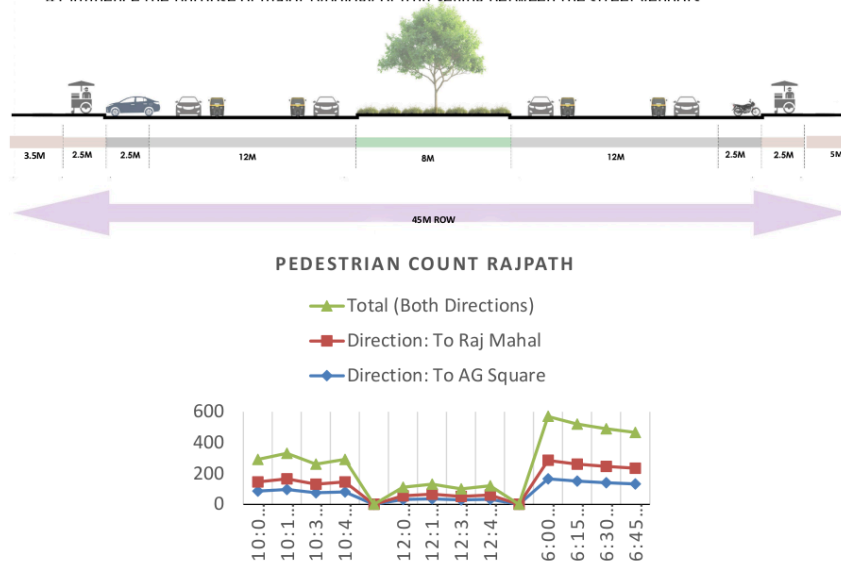 3.5M 2.5M 2.5M 12M 8M 12M 2.5M 2.5M 5M
45M ROW
PEDESTRIAN COUNT RAJPATH
Total (Both Directions)
Direction: To Raj Mahal
Direction: To AG Square
600
400
200
0
10:0… 10:1… 10:3… 10:4… 12:0… 12:1… 12:3… 12:4… 6:00… 6:15… 6:30… 6:45…